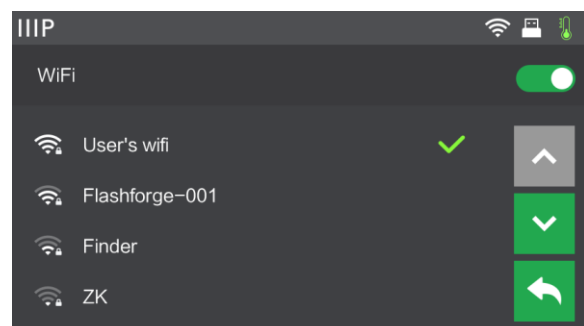 IIIP
WiFi
User's wifi
Flashforge-001
Finder
ZK